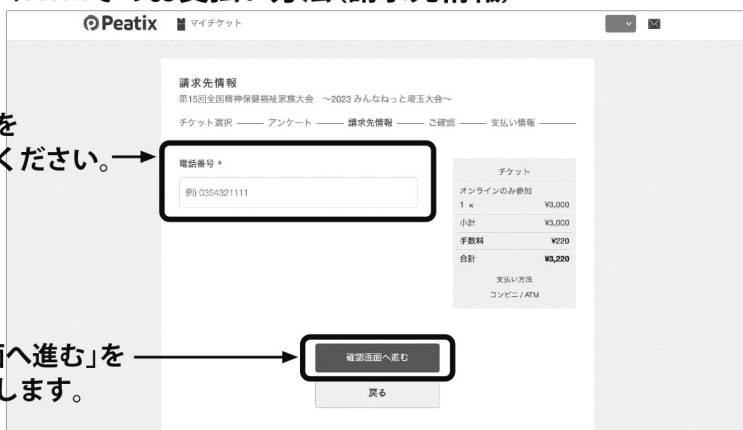 お支払い方法(請求先情報)
Peatix
マイチケット
請求先情報
第15回全国精神保健福祉家族大会 ～2023 みんなねっと埼玉大会～
チケット選択 アンケート 請求先情報 ご確認 支払い情報
を
ください。
電話番号 *
例) 0354321111
チケット
オンラインのみ参加
1 × ¥3,000
小計 ¥3,000
手数料 ¥220
合計 ¥3,220
支払い方法
コンビニ / ATM
面へ進む」を
します。
確認画面へ進む
戻る